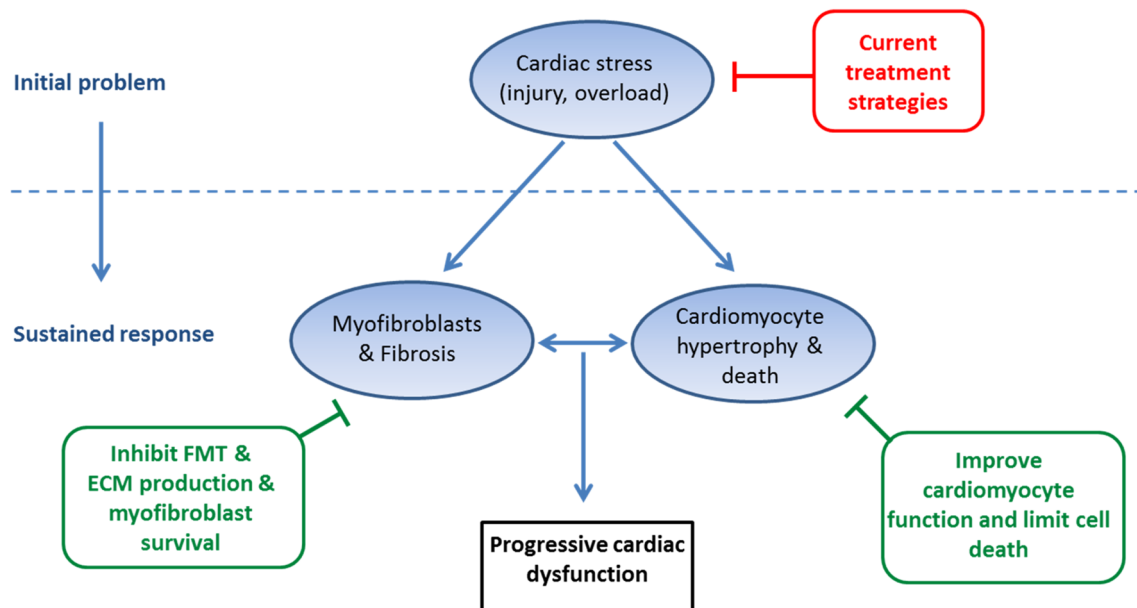 Initial problem
Cardiac stress
(injury, overload)
Current
treatment
strategies
Sustained response
Myofibroblasts
& Fibrosis
Cardiomyocyte
hypertrophy &
death
Inhibit FMT &
ECM production &
myofibroblast
survival
Progressive cardiac
dysfunction
Improve
cardiomyocyte
function and limit cell
death